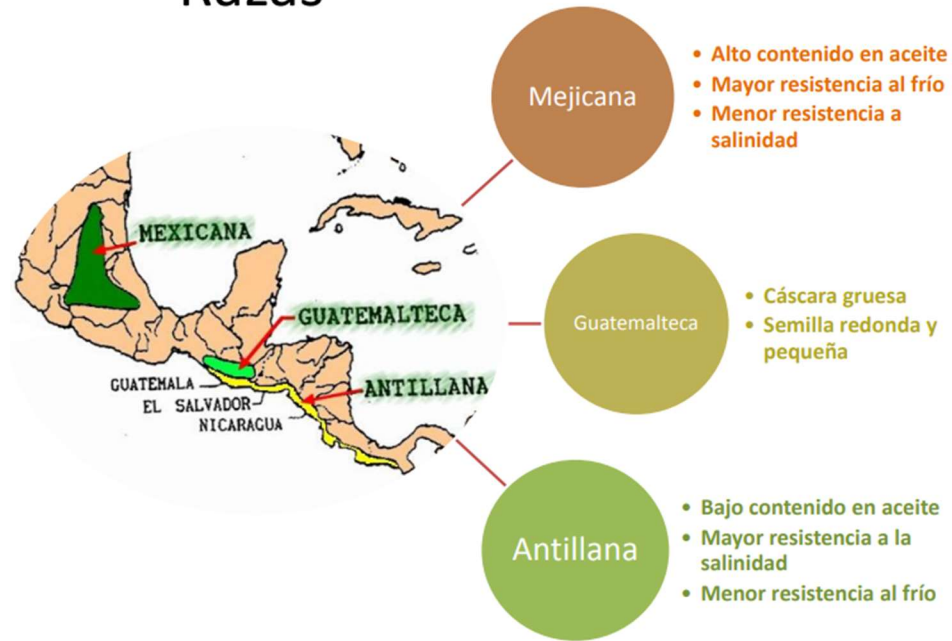 Razas
Mejicana
• Alto contenido en aceite
• Mayor resistencia al frío
• Menor resistencia a
salinidad
MEXICANA
GUATEMALTECA
ANTILLANA
GUATEMALA
EL SALVADOR
NICARAGUA
Guatemalteca
• Cáscara gruesa
• Semilla redonda y
pequeña
Antillana
• Bajo contenido en aceite
• Mayor resistencia a la
salinidad
• Menor resistencia al frío